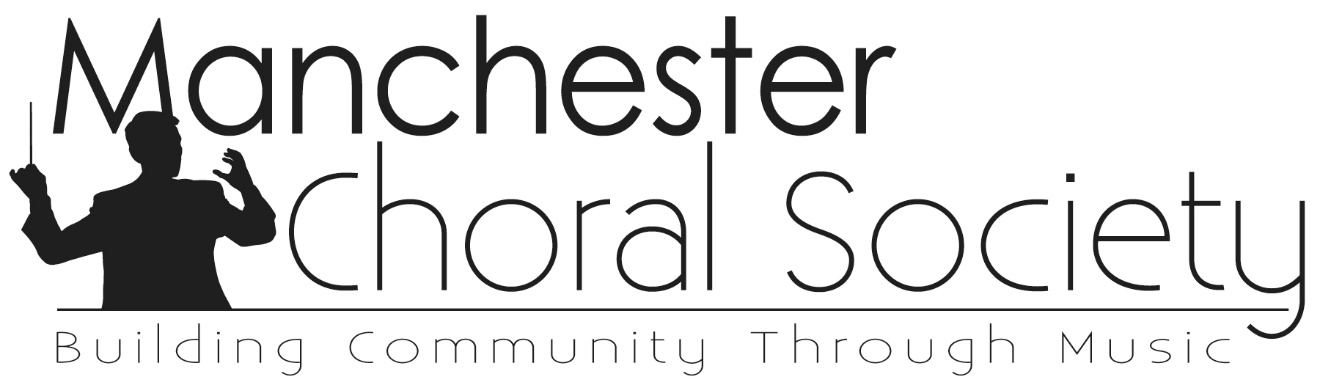 Manchester
Choral Society
Building Community Through Music